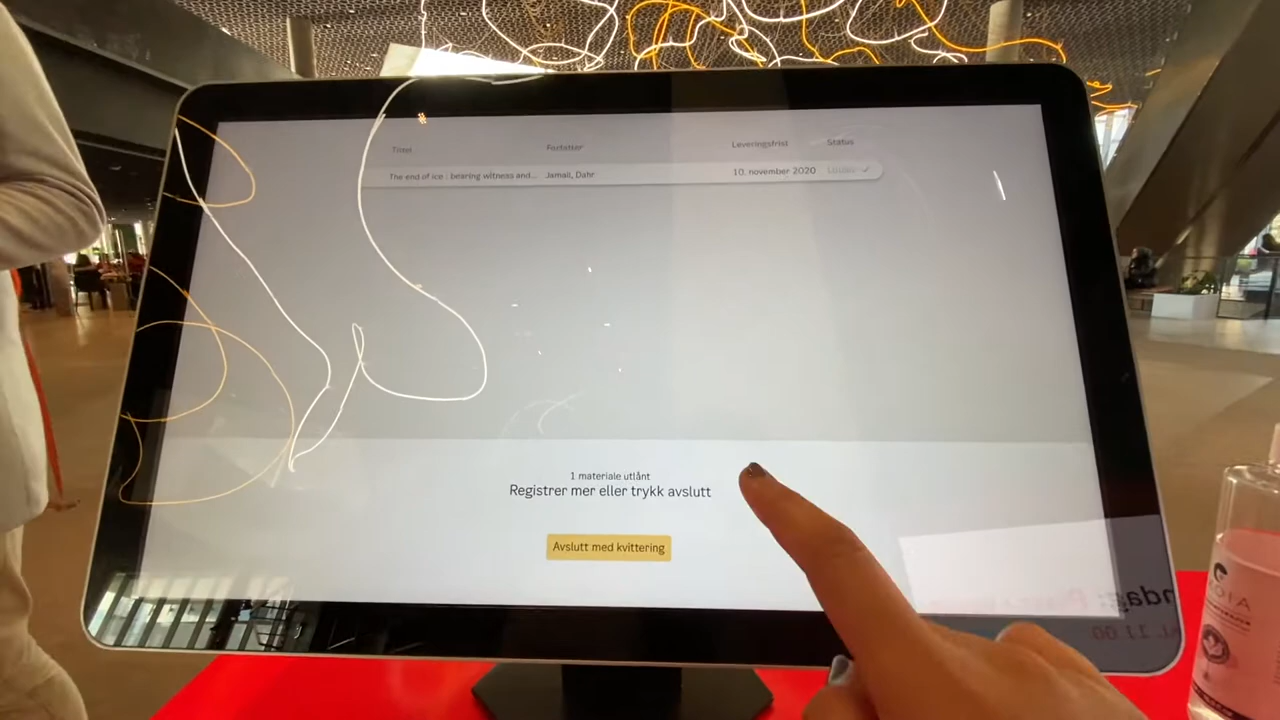 Tittel Forfatter Leveringsfrist Status
The end of ice : bearing witness and... Jamail, Dahr 10. november 2020
1 materiale utlånt
Registrer mer eller trykk avslutt
Avslutt med kvittering